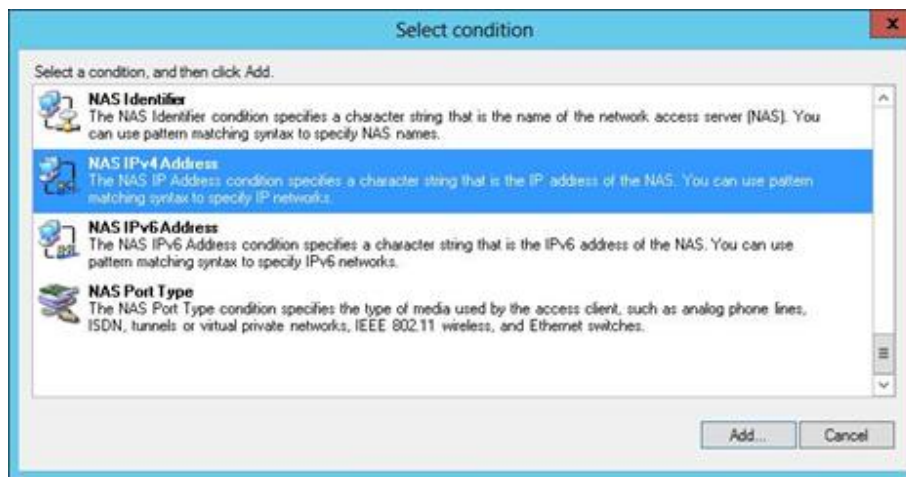 Select condition
Select a condition, and then click Add.
NAS Identifier
The NAS Identifier condition specifies a character string that is the name of the network access server (NAS). You
can use pattern matching syntax to specify NAS names.
NAS IPv4 Address
The NAS IP Address condition specifies a character string that is the IP address of the NAS. You can use pattern
matching syntax to specify IP networks.
NAS IPv6 Address
The NAS IPv6 Address condition specifies a character string that is the IPv6 address of the NAS. You can use
pattern matching syntax to specify IPv6 networks.
NAS Port Type
The NAS Port Type condition specifies the type of media used by the access client, such as analog phone lines,
ISDN, tunnels or virtual private networks, IEEE 802.11 wireless, and Ethernet switches.
Add... Cancel